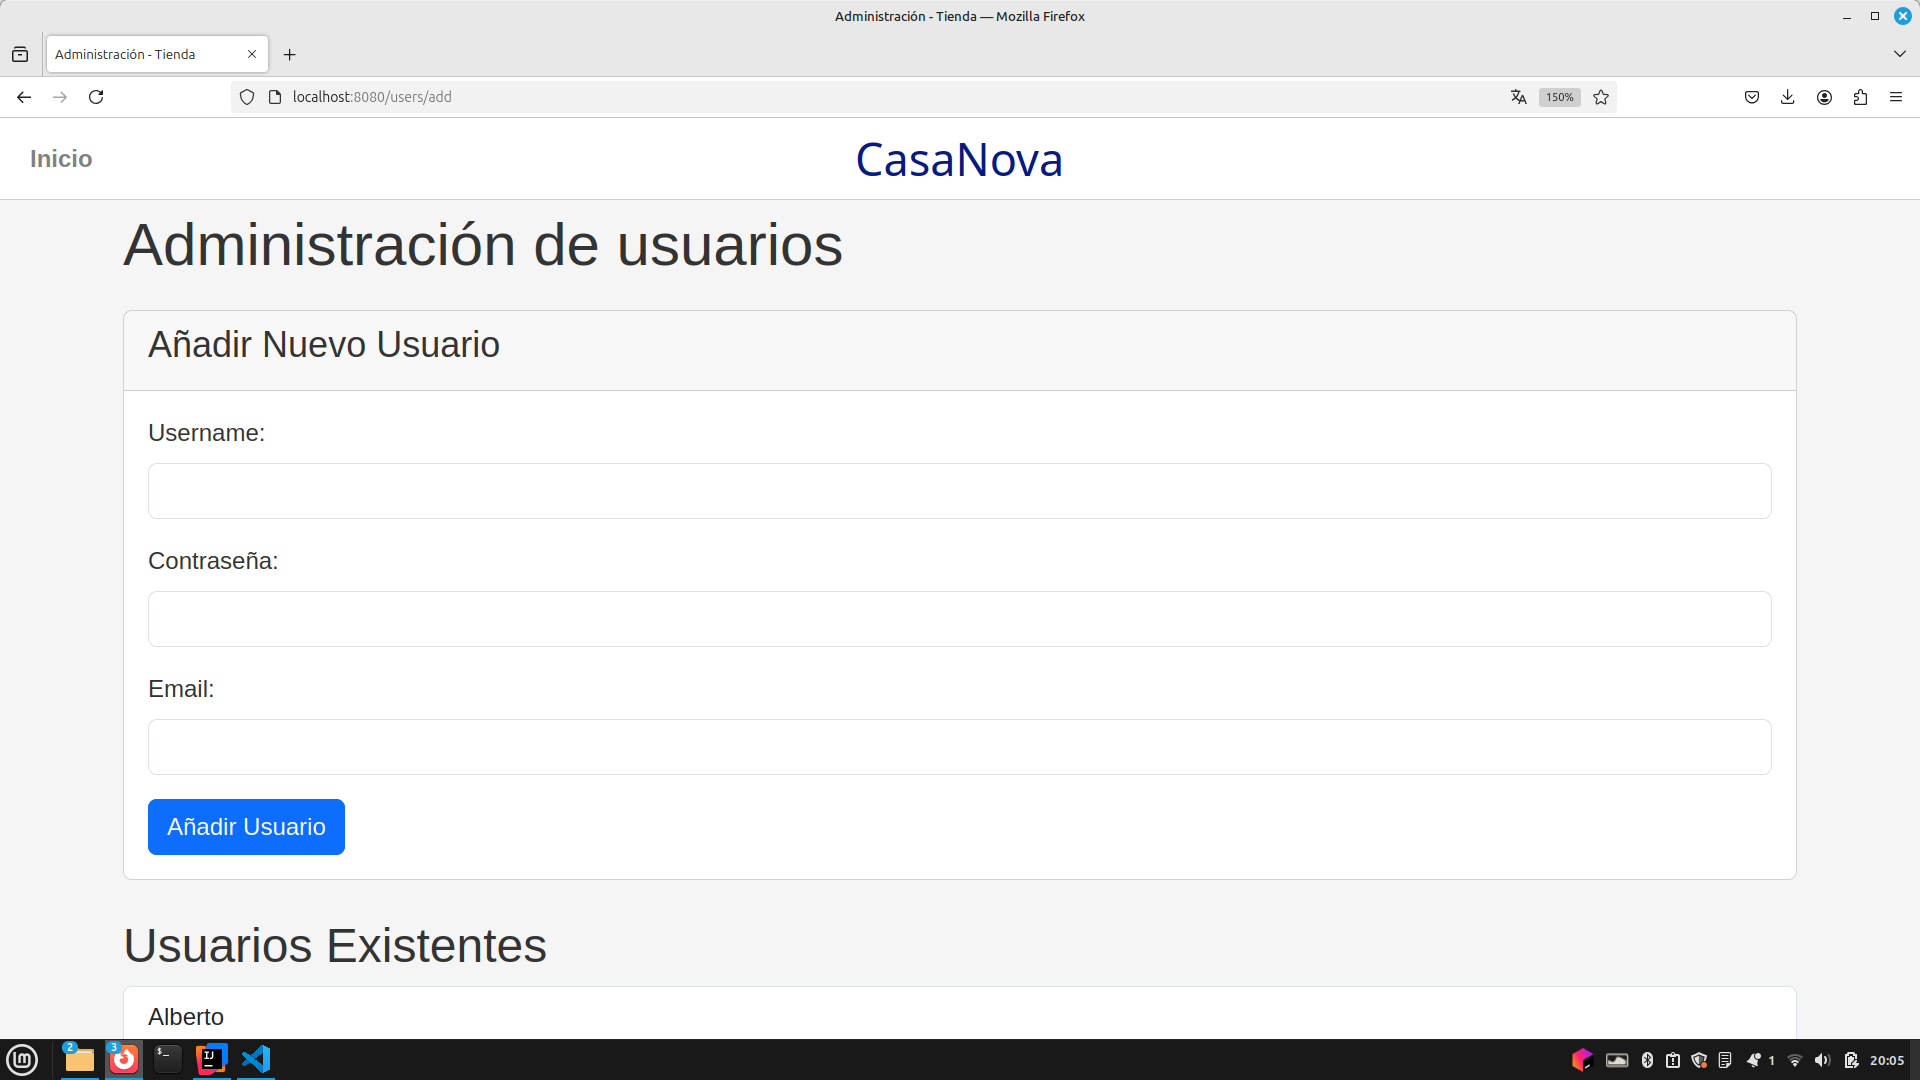 Administración - Tienda — Mozilla Firefox
Administración - Tienda
localhost:8080/users/add
150%
Inicio
CasaNova
Administración de usuarios
Añadir Nuevo Usuario
Username:
Contraseña:
Email:
Añadir Usuario
Usuarios Existentes
Alberto
2
3
$_
IJ
1
20:05